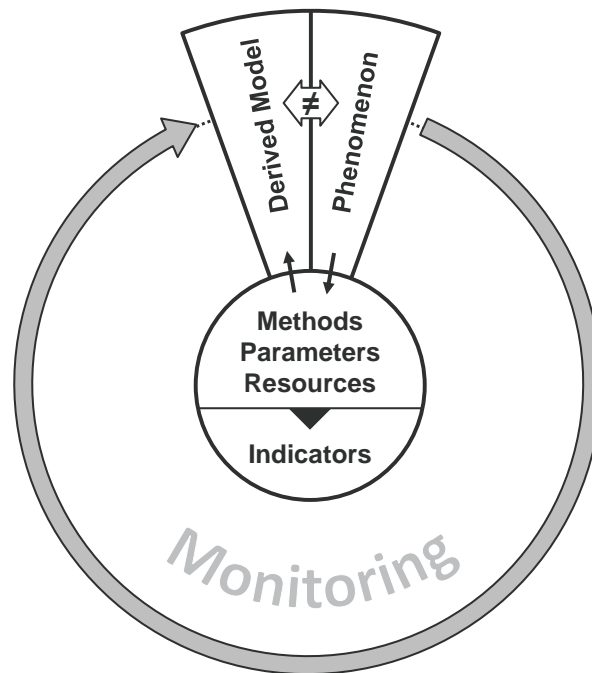 Derived Model
≠
Phenomenon
Methods
Parameters
Resources
Indicators
Monitoring